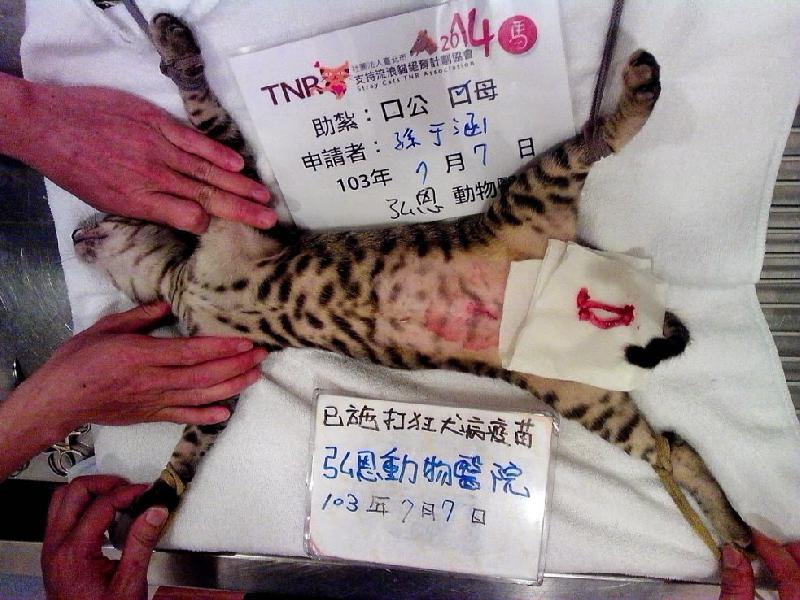 2014 馬
TNR 社團法人臺北市
支持流浪貓絕育計劃協會
Stray Cats TNR Association
助紮：口公 口母
申請者：孫于涵
103年 7月7日
弘恩 動物醫
已施打狂犬病疫苗
弘恩動物醫院
103年7月7日